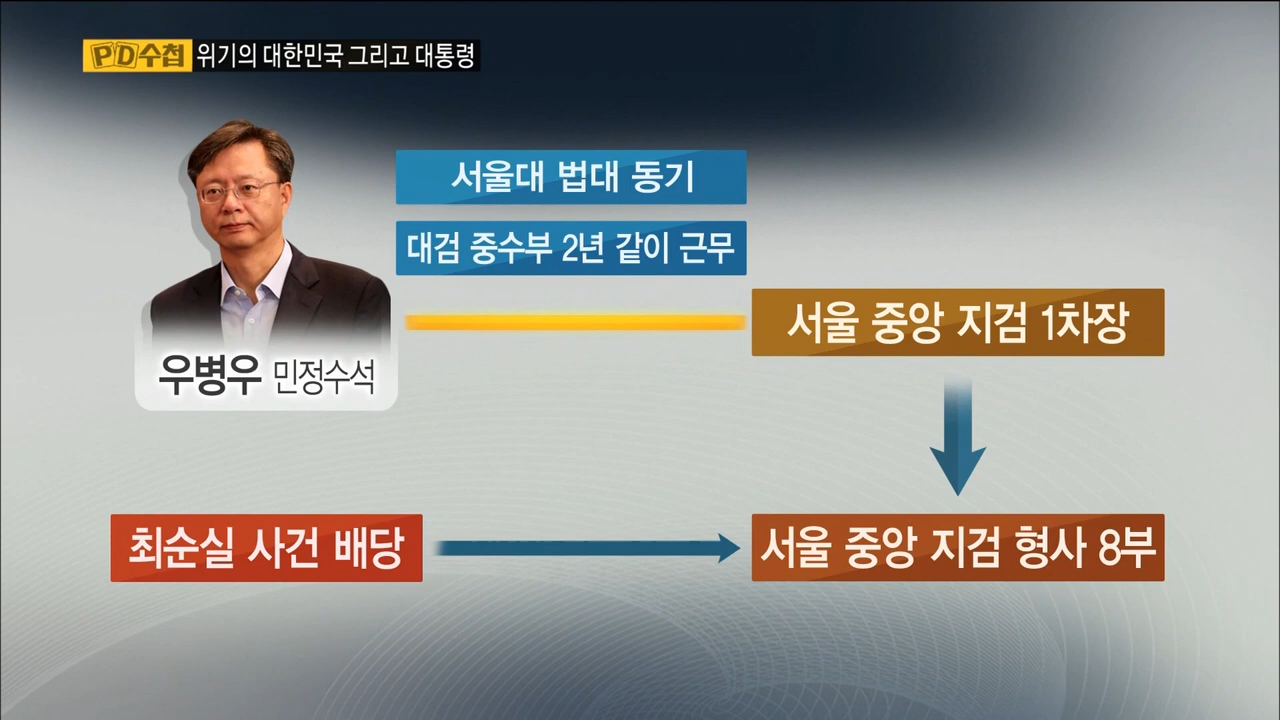 PD수첩 위기의 대한민국 그리고 대통령
서울대 법대 동기
대검 중수부 2년 같이 근무
서울 중앙 지검 1차장
우병우 민정수석
최순실 사건 배당
서울 중앙 지검 형사 8부